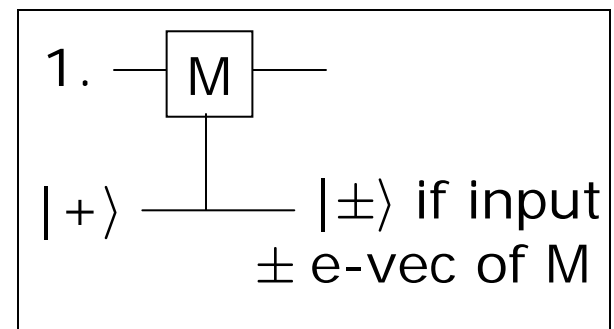 1. M
|+⟩ |±⟩ if input
± e-vec of M